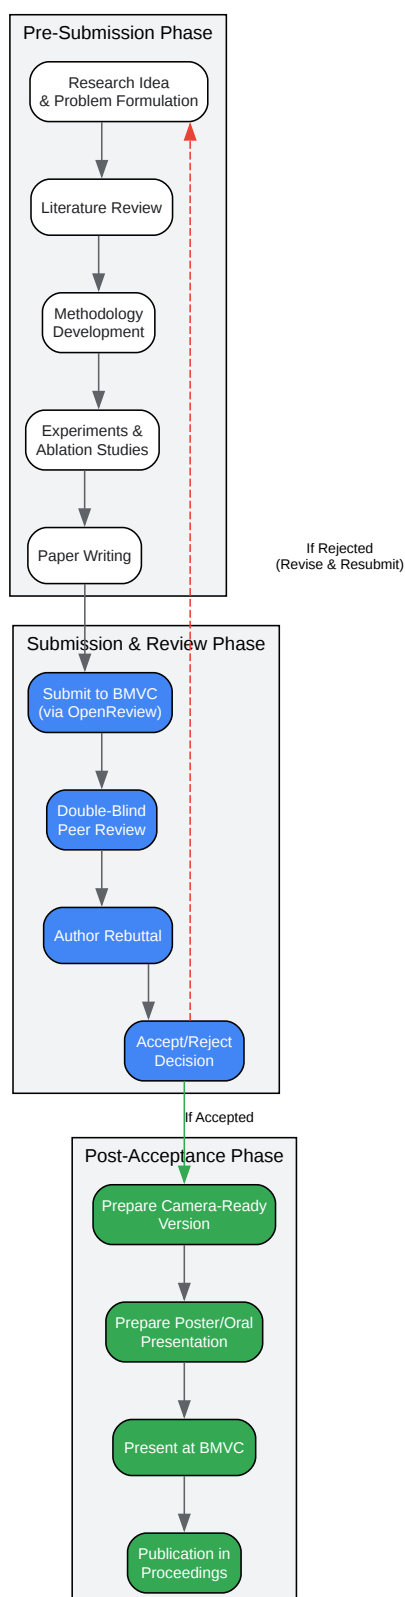 Pre-Submission Phase
Research Idea
& Problem Formulation
Literature Review
Methodology
Development
Experiments &
Ablation Studies
Paper Writing
If Rejected
(Revise & Resubmit)
Submission & Review Phase
Submit to BMVC
(via OpenReview)
Double-Blind
Peer Review
Author Rebuttal
Accept/Reject
Decision
If Accepted
Post-Acceptance Phase
Prepare Camera-Ready
Version
Prepare Poster/Oral
Presentation
Present at BMVC
Publication in
Proceedings